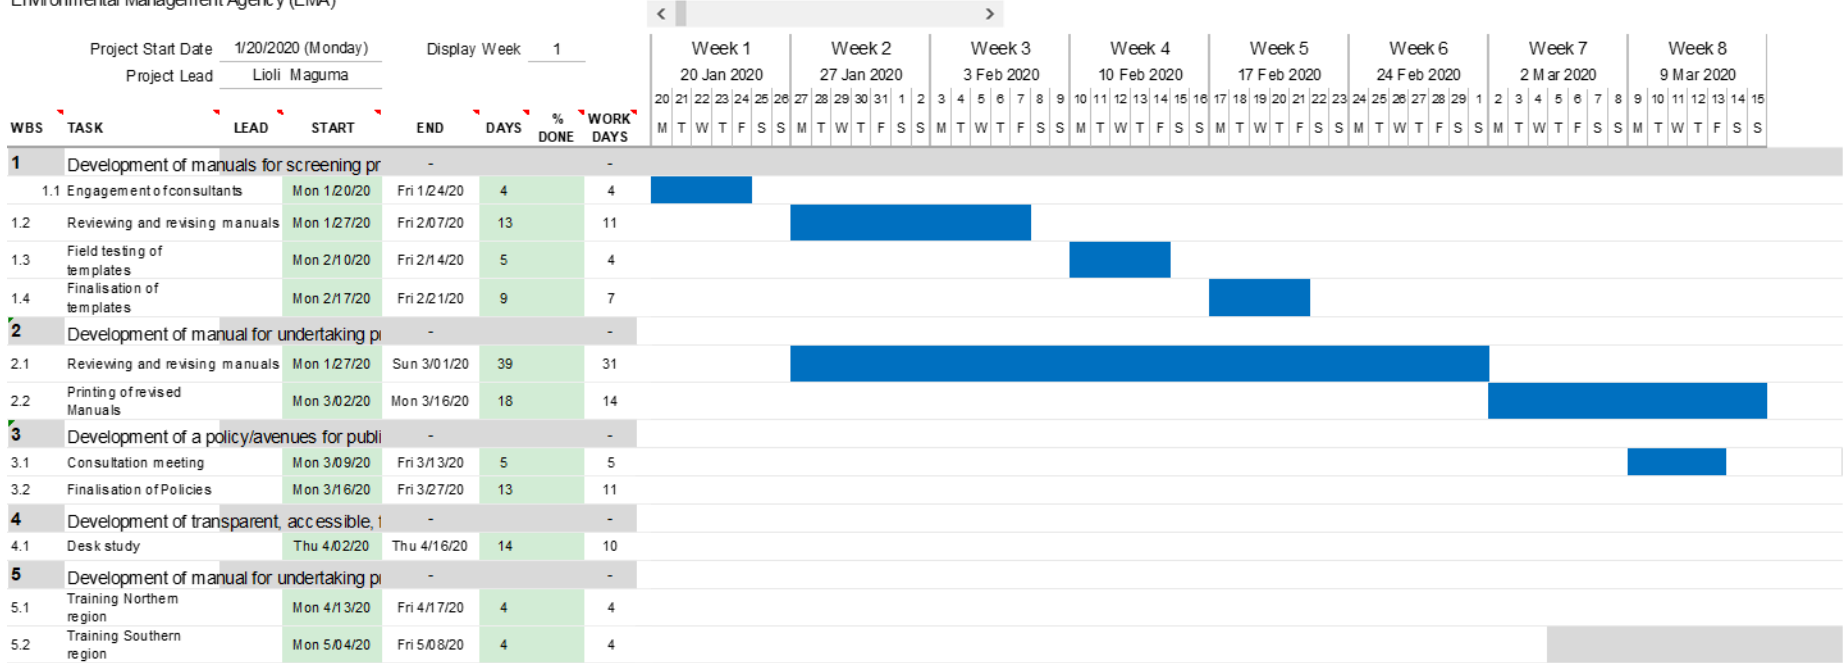 Environmental Management Agency (EMA)
Project Start Date 1/20/2020 (Monday) Display Week 1 Week 1 Week 2 Week 3 Week 4 Week 5 Week 6 Week 7 Week 8
Project Lead Lioli Maguma 20 Jan 2020 27 Jan 2020 3 Feb 2020 10 Feb 2020 17 Feb 2020 24 Feb 2020 2 Mar 2020 9 Mar 2020
20 21 22 23 24 25 26 27 28 29 30 31 1 2 3 4 5 6 7 8 9 10 11 12 13 14 15 16 17 18 19 20 21 22 23 24 25 26 27 28 29 1 2 3 4 5 6 7 8 9 10 11 12 13 14 15
WBS TASK LEAD START END DAYS % DONE WORK DAYS M T W T F S S M T W T F S S M T W T F S S M T W T F S S M T W T F S S M T W T F S S M T W T F S S M T W T F S S
1 Development of manuals for screening pr - -
1.1 Engagement of consultants Mon 1/20/20 Fri 1/24/20 4 4
1.2 Reviewing and revising manuals Mon 1/27/20 Fri 2/07/20 13 11
1.3 Field testing of templates Mon 2/10/20 Fri 2/14/20 5 4
1.4 Finalisation of templates Mon 2/17/20 Fri 2/21/20 9 7
2 Development of manual for undertaking pr - -
2.1 Reviewing and revising manuals Mon 1/27/20 Sun 3/01/20 39 31
2.2 Printing of revised Manuals Mon 3/02/20 Mon 3/16/20 18 14
3 Development of a policy/avenues for publi - -
3.1 Consultation meeting Mon 3/09/20 Fri 3/13/20 5 5
3.2 Finalisation of Policies Mon 3/16/20 Fri 3/27/20 13 11
4 Development of transparent, accessible, - -
4.1 Desk study Thu 4/02/20 Thu 4/16/20 14 10
5 Development of manual for undertaking pr - -
5.1 Training Northern region Mon 4/13/20 Fri 4/17/20 4 4
5.2 Training Southern region Mon 5/04/20 Fri 5/08/20 4 4